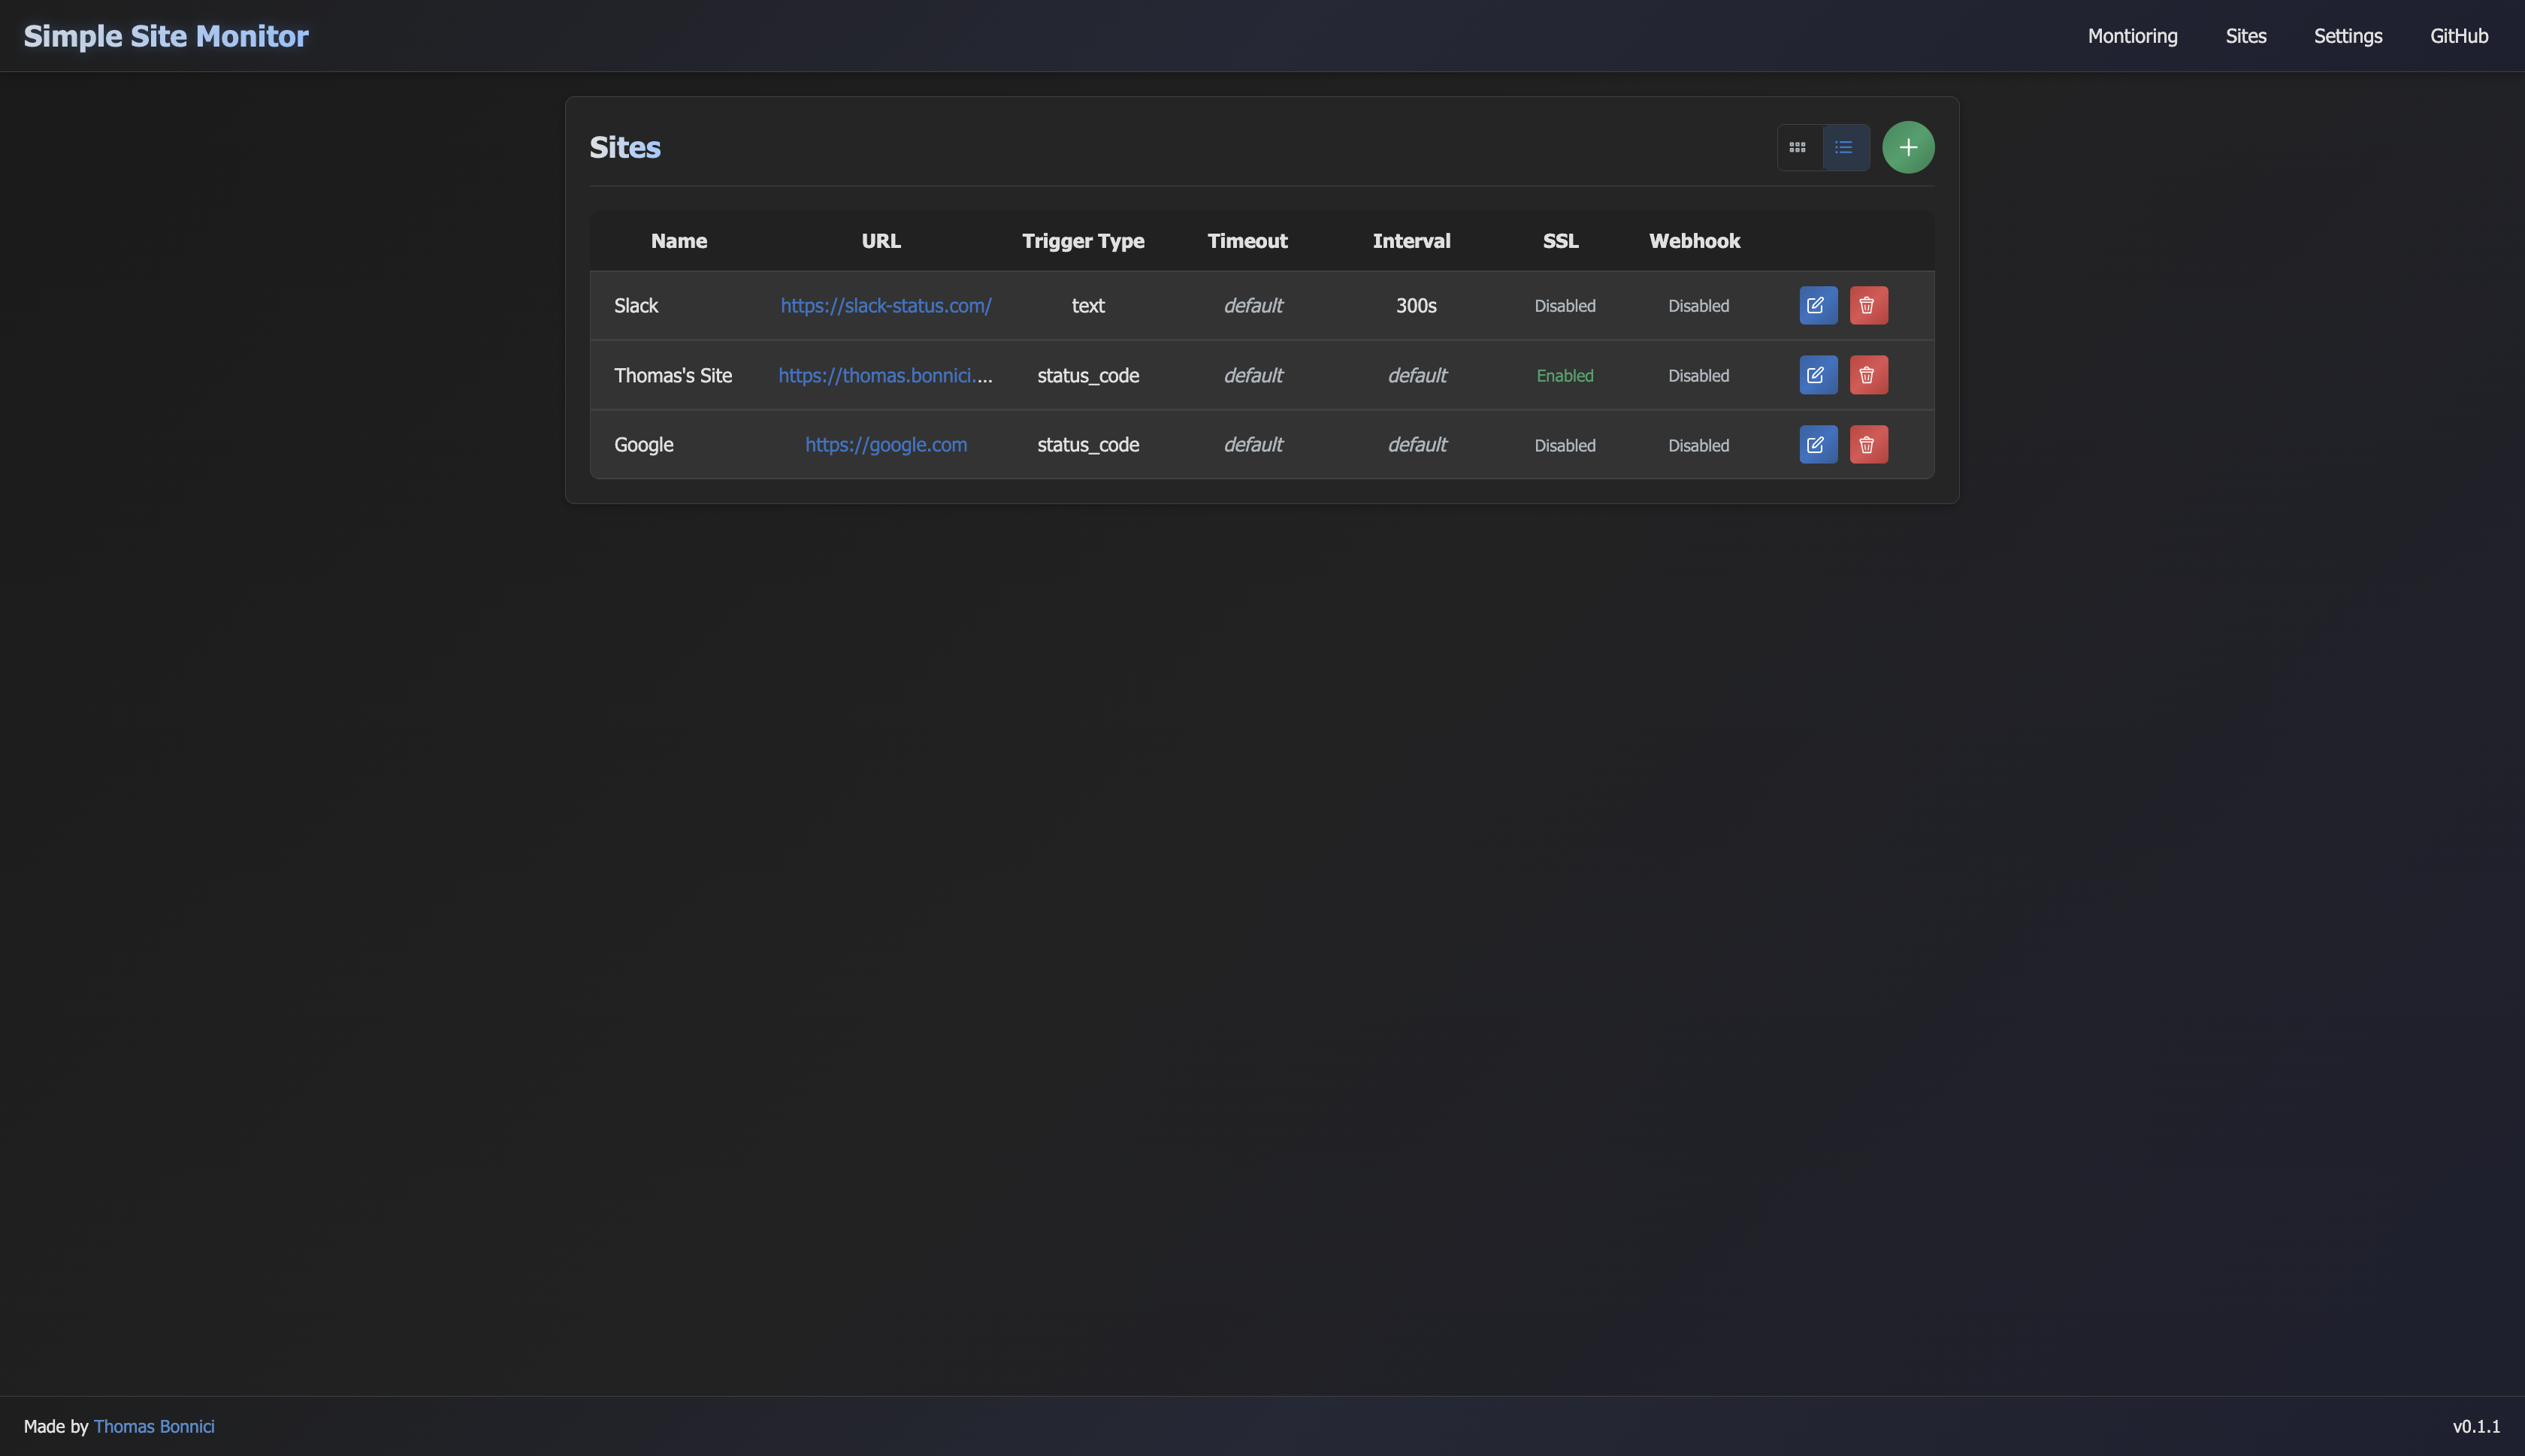 Simple Site Monitor Montioring Sites Settings GitHub
Sites
Name URL Trigger Type Timeout Interval SSL Webhook
Slack https://slack-status.com/ text default 300s Disabled Disabled
Thomas's Site https://thomas.bonnici.... status_code default default Enabled Disabled
Google https://google.com status_code default default Disabled Disabled
Made by Thomas Bonnici v0.1.1